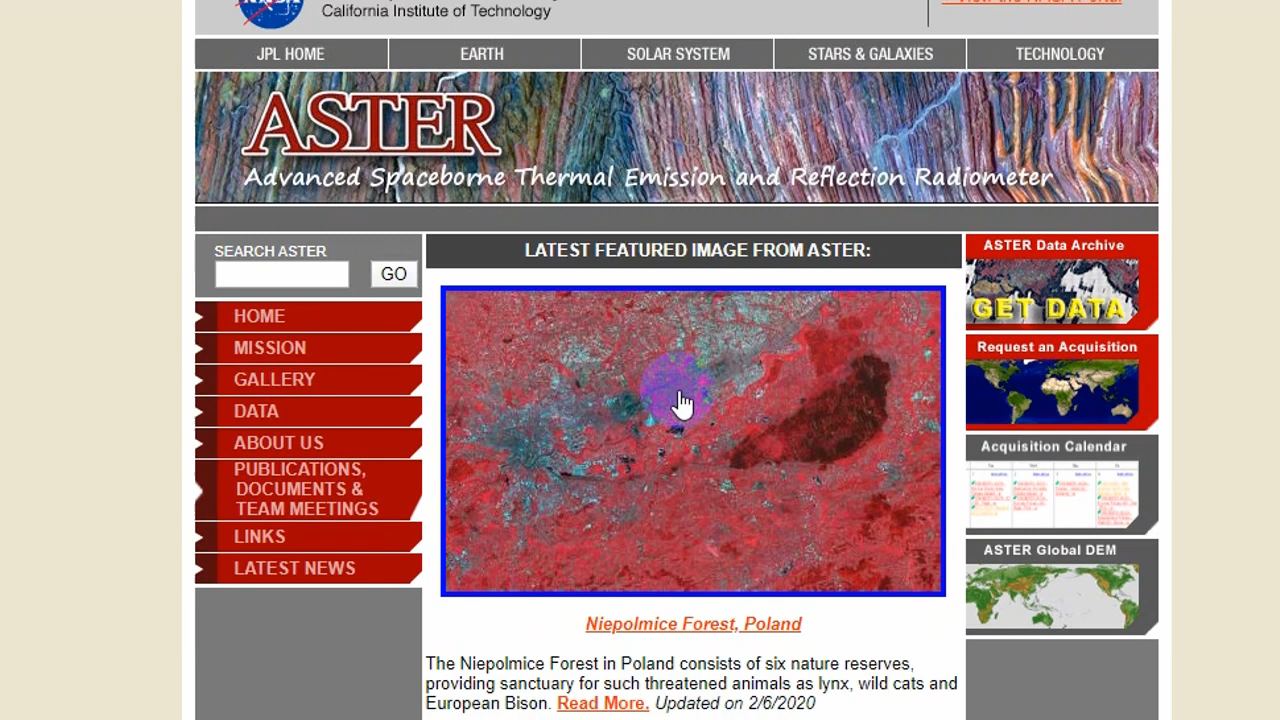 California Institute of Technology
JPL HOME
EARTH
SOLAR SYSTEM
STARS & GALAXIES
TECHNOLOGY
ASTER
Advanced Spaceborne Thermal Emission and Reflection Radiometer
SEARCH ASTER
GO
HOME
MISSION
GALLERY
DATA
ABOUT US
PUBLICATIONS,
DOCUMENTS &
TEAM MEETINGS
LINKS
LATEST NEWS
LATEST FEATURED IMAGE FROM ASTER:
Niepolmice Forest, Poland
The Niepolmice Forest in Poland consists of six nature reserves,
providing sanctuary for such threatened animals as lynx, wild cats and
European Bison. Read More. Updated on 2/6/2020
ASTER Data Archive
GET DATA
Request an Acquisition
Acquisition Calendar
ASTER Global DEM